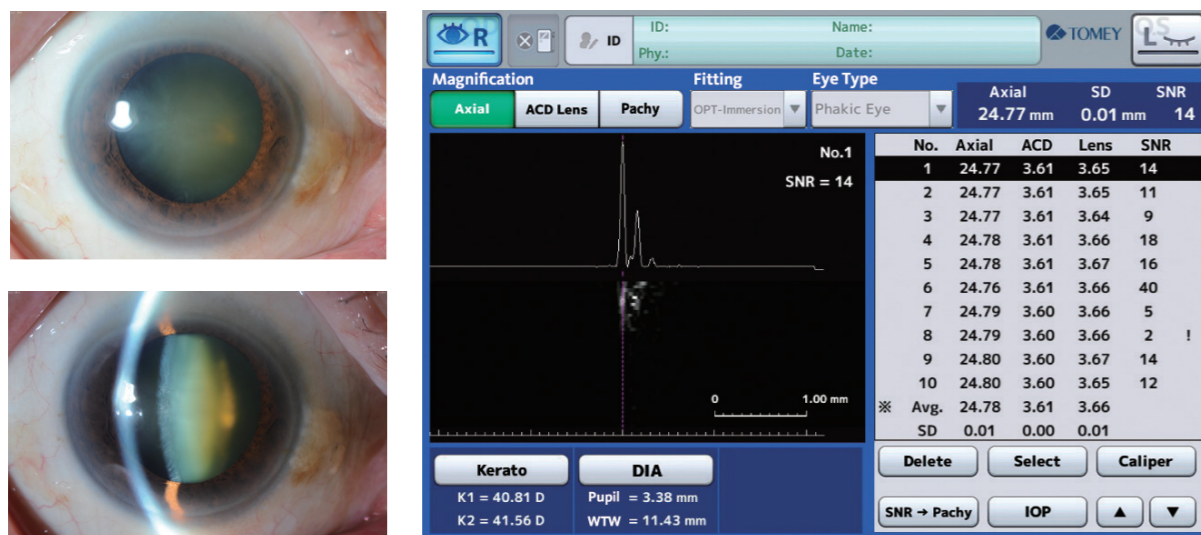 R
ID
ID: Name:
Phy.: Date:
TOMEY
OS
L
Magnification Fitting Eye Type
Axial ACD Lens Pachy OPT-Immersion Phakic Eye
Axial SD SNR
24.77 mm 0.01 mm 14
No.1
SNR = 14
0 1.00 mm
No. Axial ACD Lens SNR
1 24.77 3.61 3.65 14
2 24.77 3.61 3.65 11
3 24.77 3.61 3.64 9
4 24.78 3.61 3.66 18
5 24.78 3.61 3.67 16
6 24.76 3.61 3.66 40
7 24.79 3.60 3.66 5
8 24.79 3.60 3.66 2 !
9 24.80 3.60 3.67 14
10 24.80 3.60 3.65 12
※ Avg. 24.78 3.61 3.66
SD 0.01 0.00 0.01
Delete Select Caliper
SNR → Pachy IOP ▲ ▼
Kerato DIA
K1 = 40.81 D Pupil = 3.38 mm
K2 = 41.56 D WTW = 11.43 mm